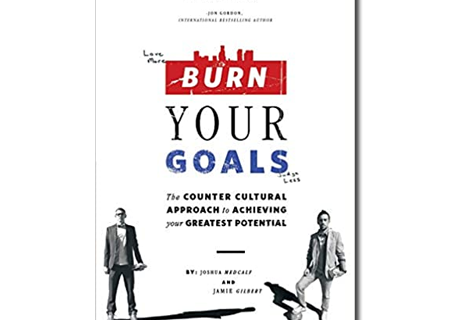 JON GORDON,
INTERNATIONAL BESTSELLING AUTHOR
Love
More
BURN
YOUR
GOALS
Judge
Less
The COUNTER CULTURAL
APPROACH to ACHIEVING
your GREATEST POTENTIAL
BY: JOSHUA MEDCALF
AND
JAMIE GILBERT